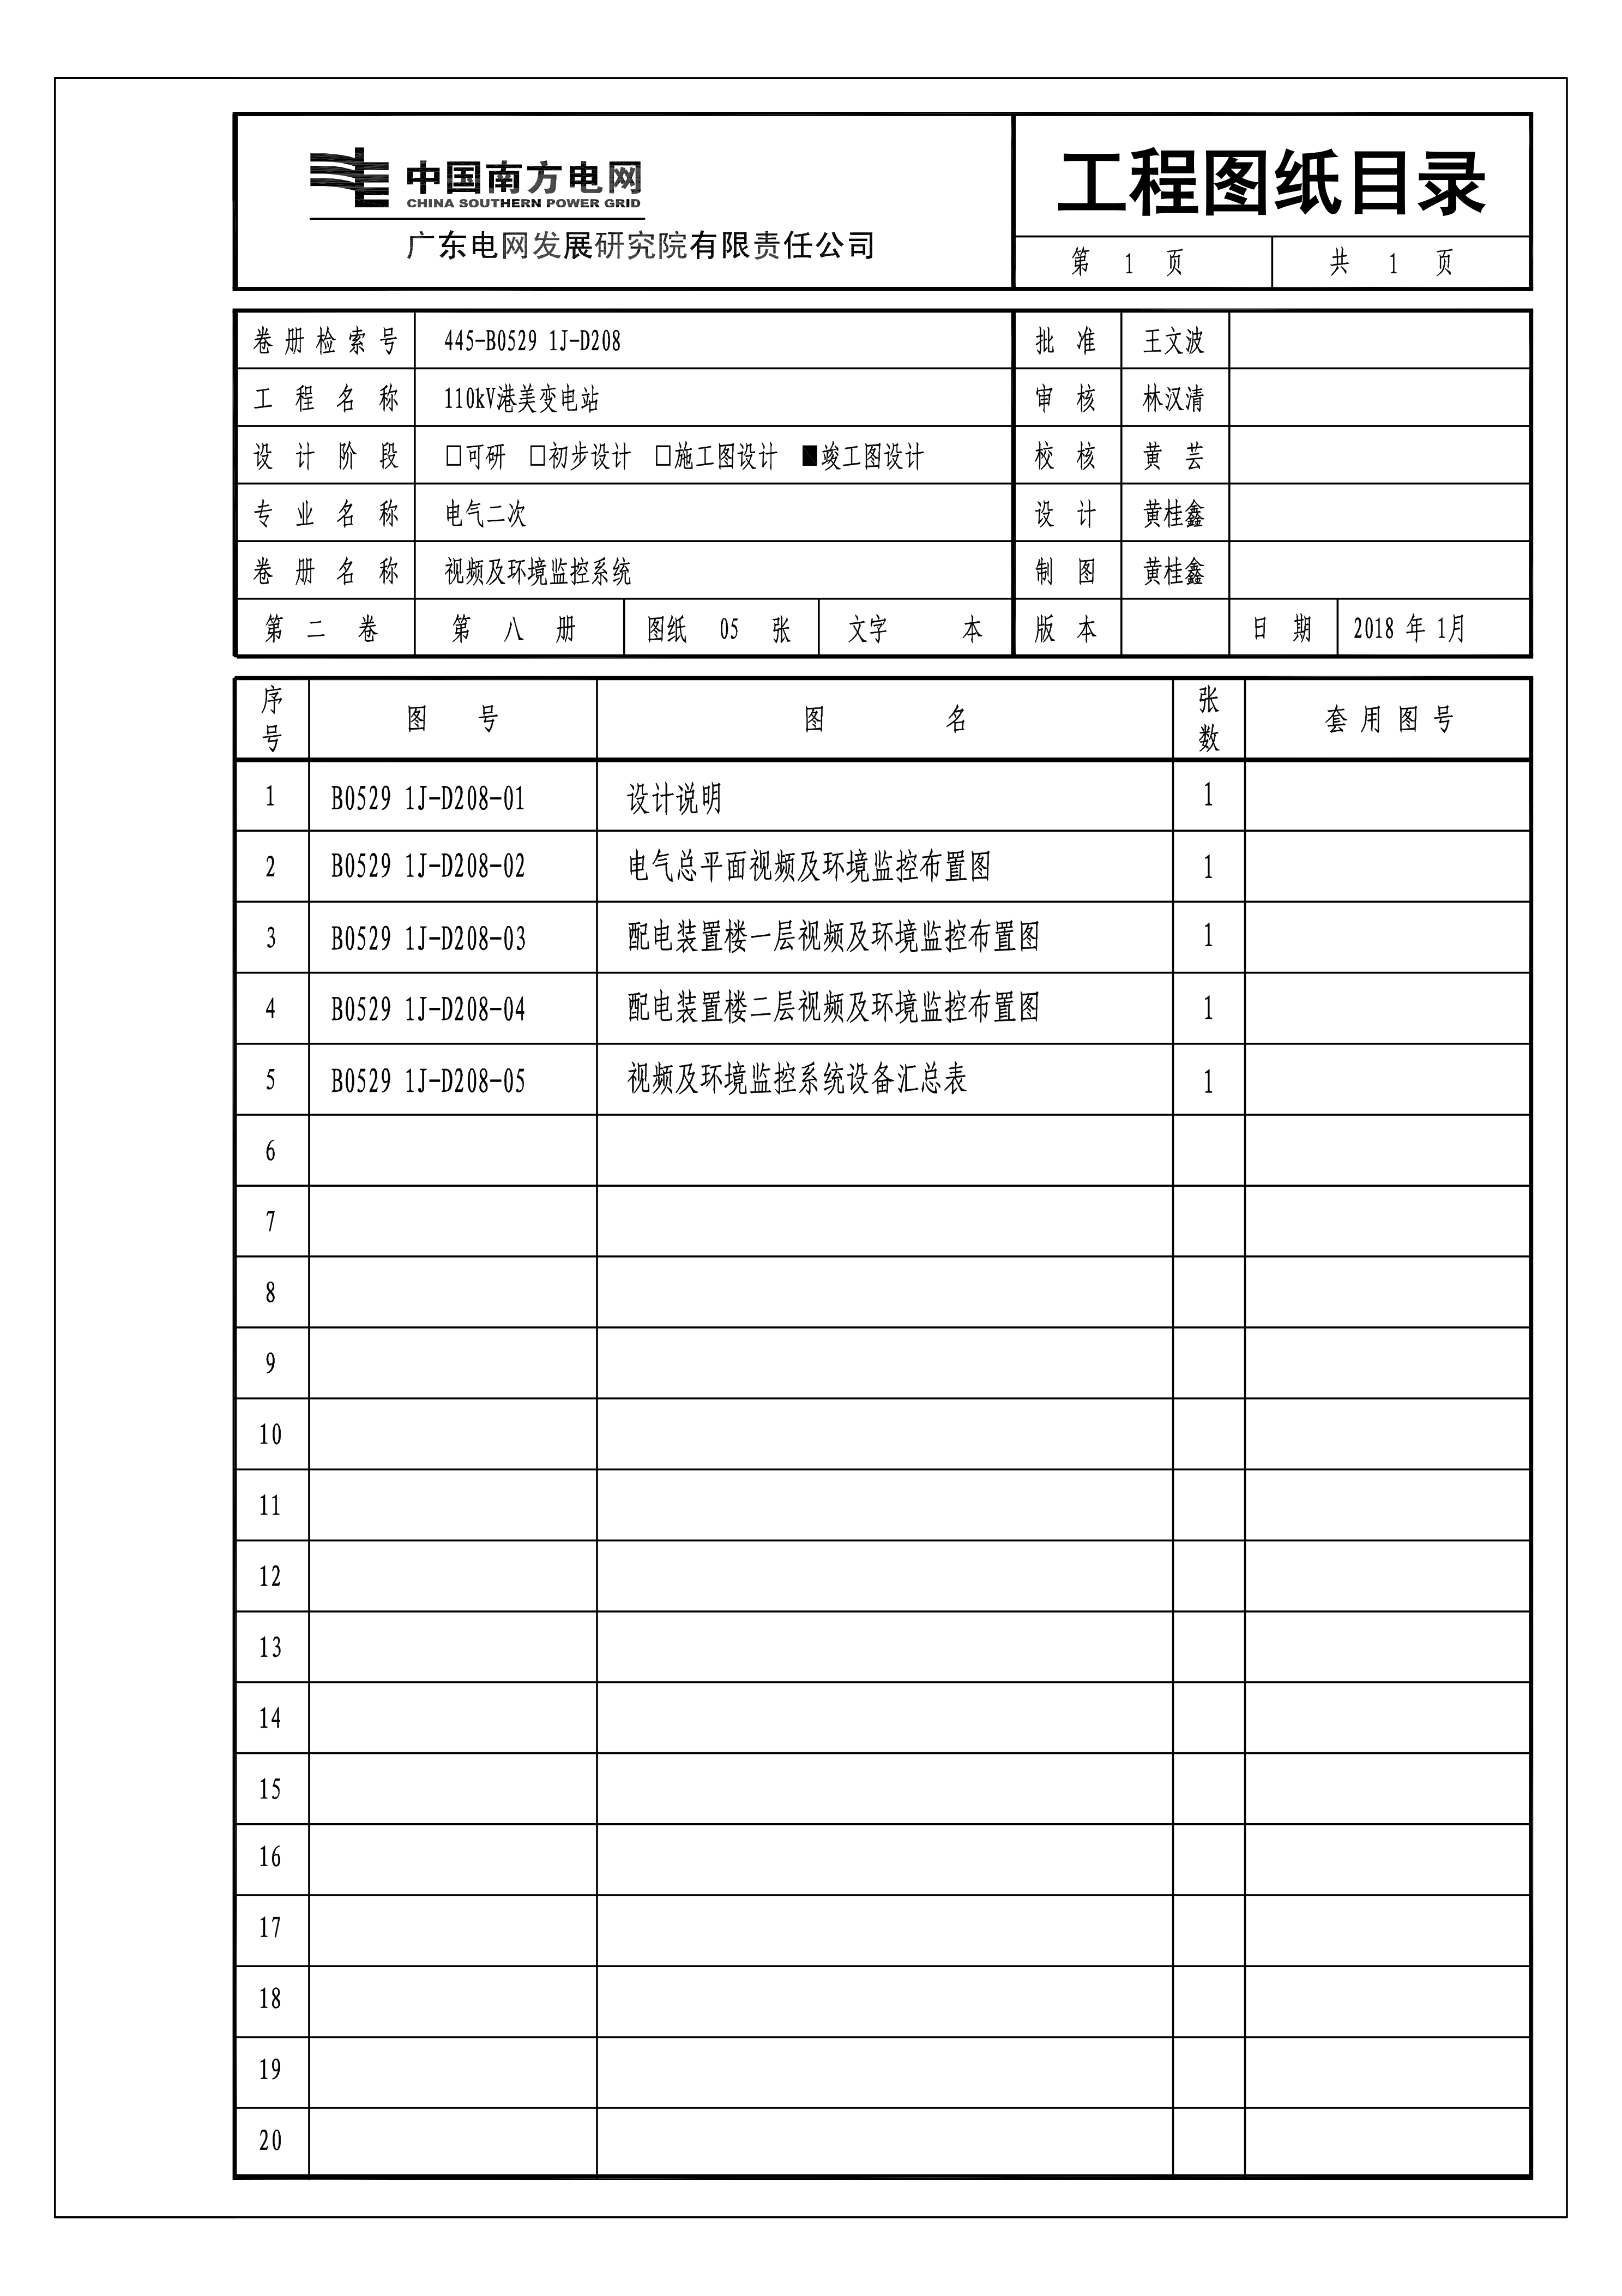 中国南方电网
CHINA SOUTHERN POWER GRID
广东电网发展研究院有限责任公司
工程图纸目录
第 1 页 共 1 页
卷册检索号 445-B0529 1J-D208 批准 王文波
工程名称 110kV港美变电站 审核 林汉清
设计阶段 □可研 □初步设计 □施工图设计 ■竣工图设计 校核 黄芸
专业名称 电气二次 设计 黄桂鑫
卷册名称 视频及环境监控系统 制图 黄桂鑫
第二卷 第八册 图纸 05 张 文字 本 版本 日期 2018 年 1月
序号 图号 图名 张数 套用图号
1 B0529 1J-D208-01 设计说明 1
2 B0529 1J-D208-02 电气总平面视频及环境监控布置图 1
3 B0529 1J-D208-03 配电装置楼一层视频及环境监控布置图 1
4 B0529 1J-D208-04 配电装置楼二层视频及环境监控布置图 1
5 B0529 1J-D208-05 视频及环境监控系统设备汇总表 1
6
7
8
9
10
11
12
13
14
15
16
17
18
19
20